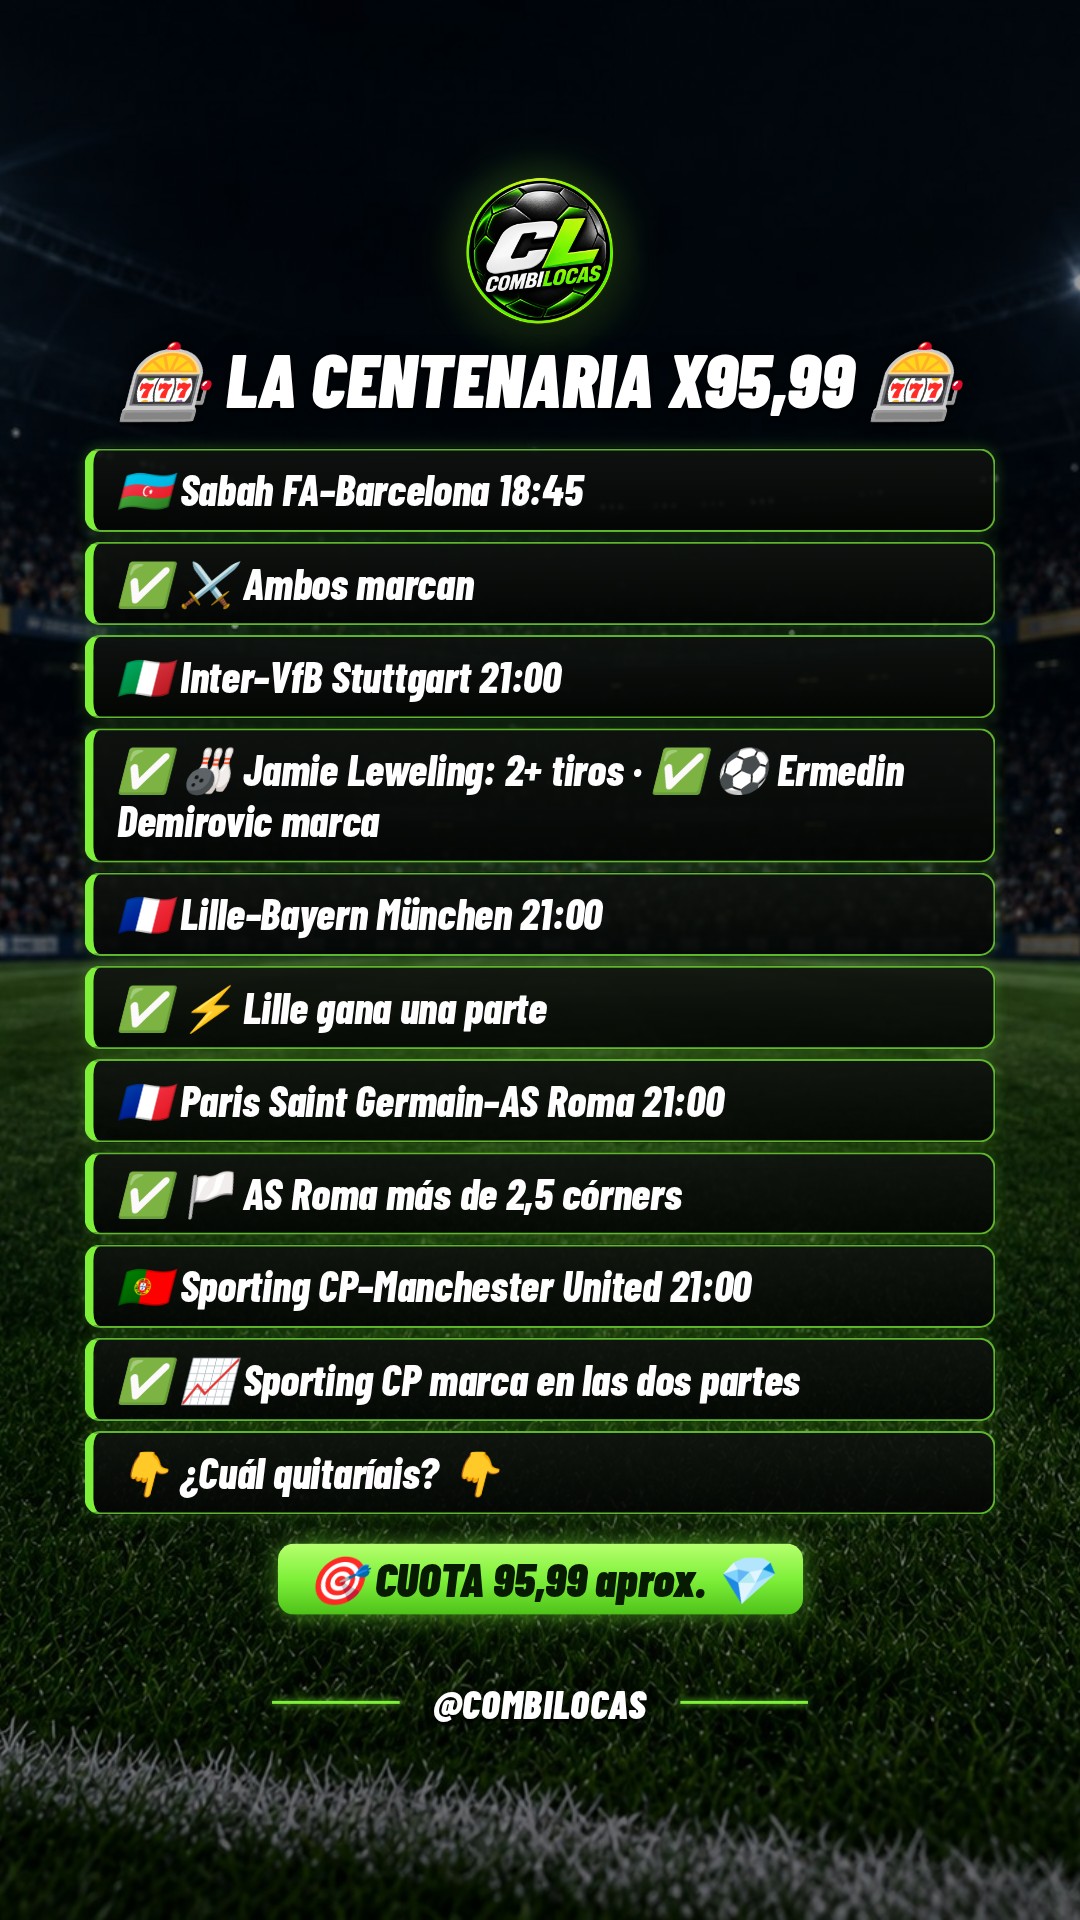 CL
COMBILOCAS
🎰 LA CENTENARIA X95,99 🎰
🇦🇿 Sabah FA-Barcelona 18:45
✅ ⚔️ Ambos marcan
🇮🇹 Inter-VfB Stuttgart 21:00
✅ 🎳 Jamie Leweling: 2+ tiros · ✅ ⚽ Ermedin
Demirovic marca
🇫🇷 Lille-Bayern München 21:00
✅ ⚡ Lille gana una parte
🇫🇷 Paris Saint Germain-AS Roma 21:00
✅ 🏳️ AS Roma más de 2,5 córners
🇵🇹 Sporting CP-Manchester United 21:00
✅ 📈 Sporting CP marca en las dos partes
👇 ¿Cuál quitaríais? 👇
🎯 CUOTA 95,99 aprox. 💎
@COMBILOCAS